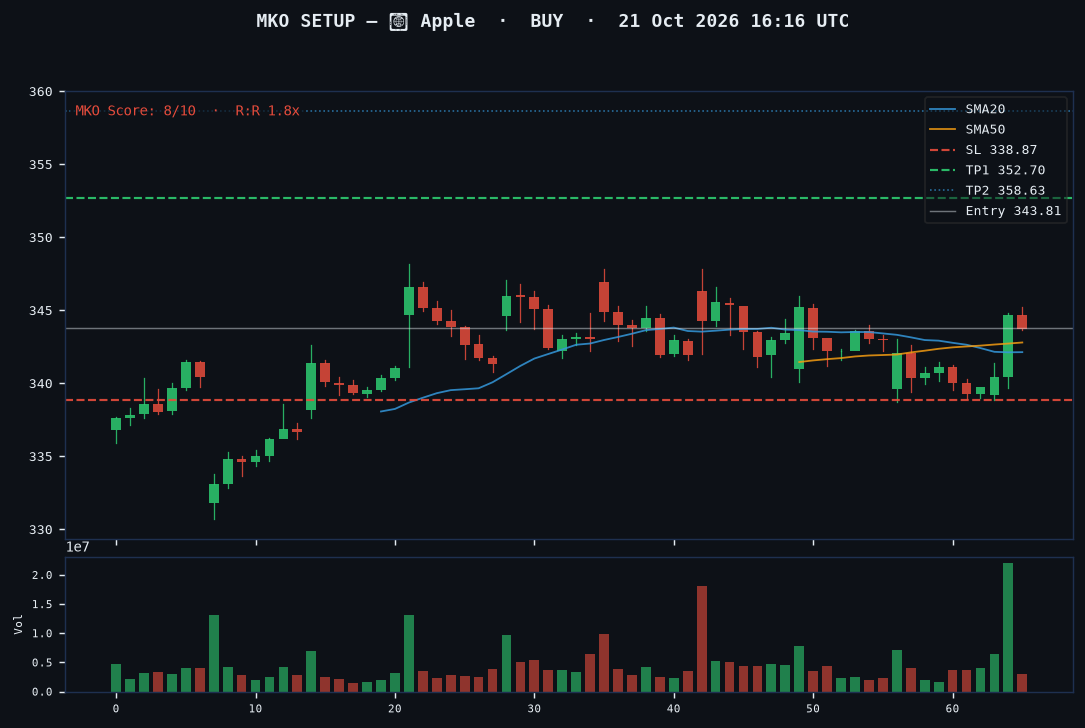 MKO SETUP — 🌐 Apple · BUY · 21 Oct 2026 16:16 UTC
MKO Score: 8/10 · R:R 1.8x
SMA20
SMA50
SL 338.87
TP1 352.70
TP2 358.63
Entry 343.81
360
355
350
345
340
335
330
1e7
Vol
2.0
1.5
1.0
0.5
0.0
0 10 20 30 40 50 60